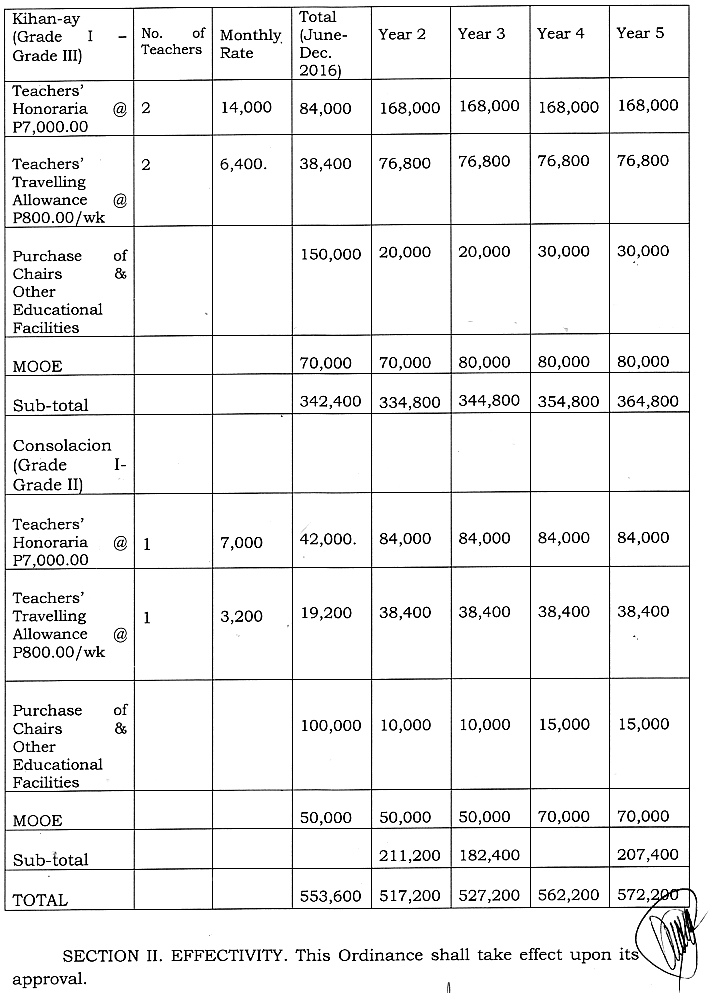 Kihan-ay (Grade I – Grade III) | No. of Teachers | Monthly Rate | Total (June-Dec. 2016) | Year 2 | Year 3 | Year 4 | Year 5
Teachers' Honoraria @ P7,000.00 | 2 | 14,000 | 84,000 | 168,000 | 168,000 | 168,000 | 168,000
Teachers' Travelling Allowance @ P800.00/wk | 2 | 6,400. | 38,400 | 76,800 | 76,800 | 76,800 | 76,800
Purchase of Chairs & Other Educational Facilities | | | 150,000 | 20,000 | 20,000 | 30,000 | 30,000
MOOE | | | 70,000 | 70,000 | 80,000 | 80,000 | 80,000
Sub-total | | | 342,400 | 334,800 | 344,800 | 354,800 | 364,800
Consolacion (Grade I-Grade II)
Teachers' Honoraria @ P7,000.00 | 1 | 7,000 | 42,000. | 84,000 | 84,000 | 84,000 | 84,000
Teachers' Travelling Allowance @ P800.00/wk | 1 | 3,200 | 19,200 | 38,400 | 38,400 | 38,400 | 38,400
Purchase of Chairs & Other Educational Facilities | | | 100,000 | 10,000 | 10,000 | 15,000 | 15,000
MOOE | | | 50,000 | 50,000 | 50,000 | 70,000 | 70,000
Sub-total | | | | 211,200 | 182,400 | | 207,400
TOTAL | | | 553,600 | 517,200 | 527,200 | 562,200 | 572,200
SECTION II. EFFECTIVITY. This Ordinance shall take effect upon its
approval.